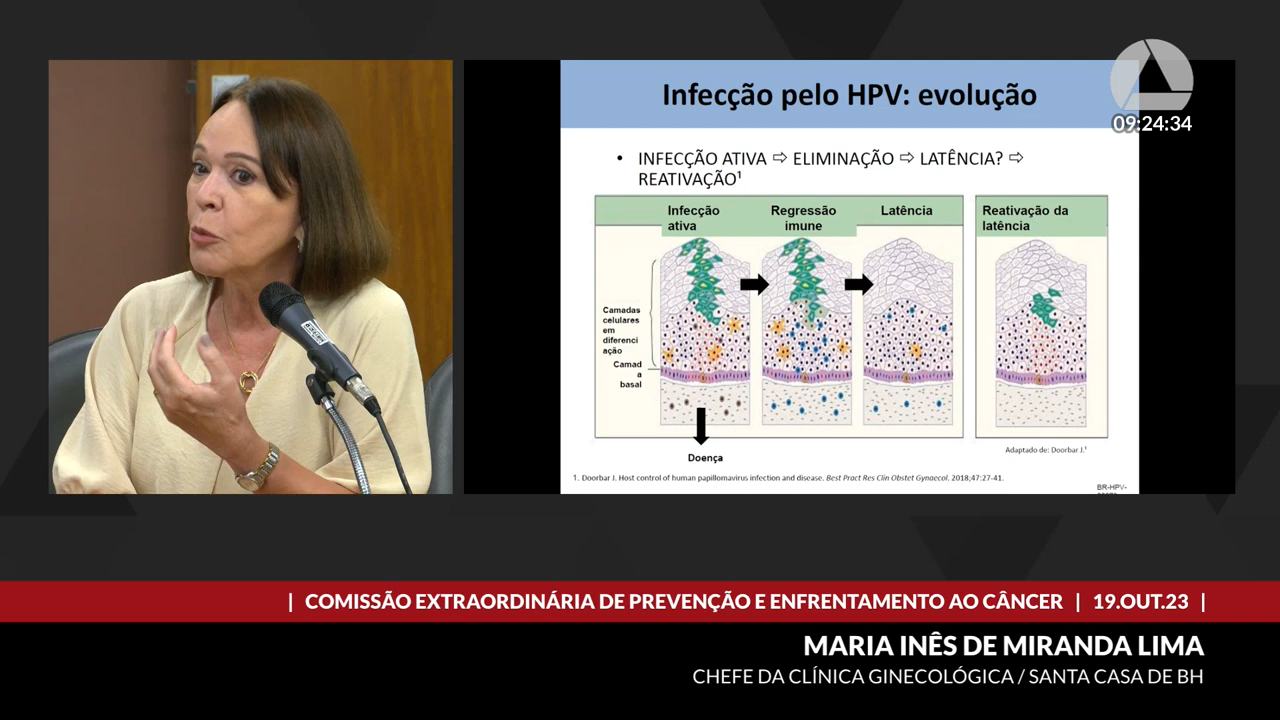 Infecção pelo HPV: evolução
09:24:34
• INFECÇÃO ATIVA ⇨ ELIMINAÇÃO ⇨ LATÊNCIA? ⇨
REATIVAÇÃO¹
Infecção
ativa
Regressão
imune
Latência
Reativação da
latência
Camadas
celulares
em
diferenci
ação
Camad
a
basal
Doença
Adaptado de: Doorbar J.¹
1. Doorbar J. Host control of human papillomavirus infection and disease. Best Pract Res Clin Obstet Gynaecol. 2018;47:27-41.
BR-HPV-
| COMISSÃO EXTRAORDINÁRIA DE PREVENÇÃO E ENFRENTAMENTO AO CÂNCER | 19.OUT.23 |
MARIA INÊS DE MIRANDA LIMA
CHEFE DA CLÍNICA GINECOLÓGICA / SANTA CASA DE BH